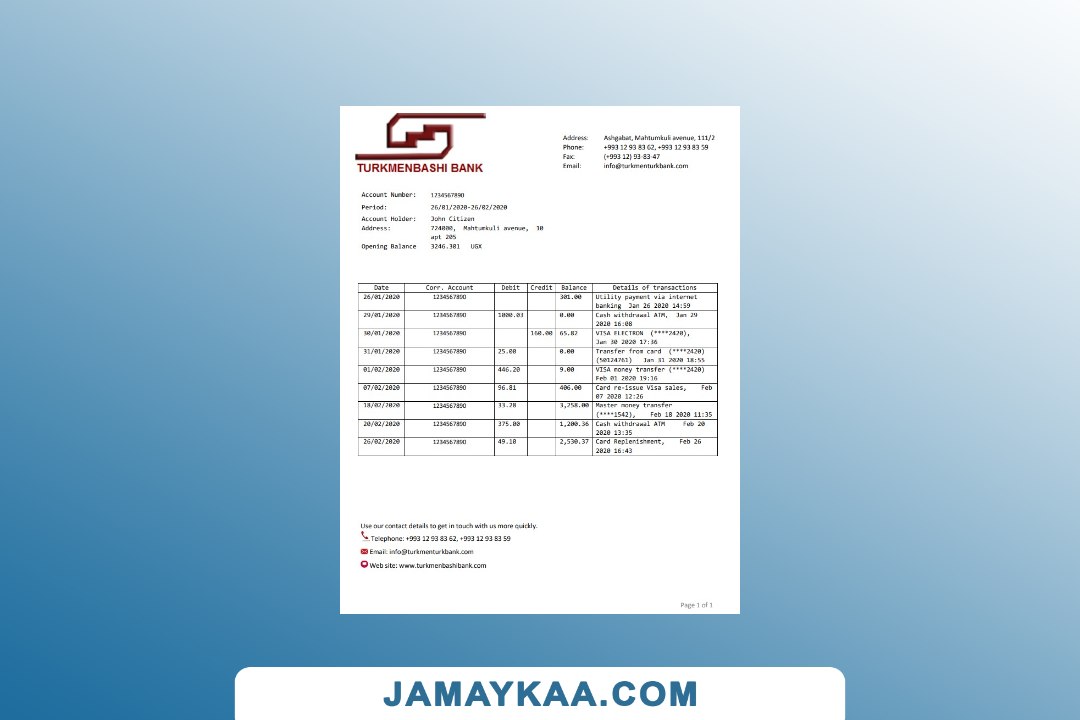 TURKMENBASHI BANK
Address: Ashgabat, Mahtumkuli avenue, 111/2
Phone: +993 12 93 83 62, +993 12 93 83 59
Fax: (+993 12) 93-83-47
Email: info@turkmenturkbank.com
Account Number: 1234567890
Period: 26/01/2020-26/02/2020
Account Holder: John Citizen
Address: 724000, Mahtumkuli avenue, 10
apt 205
Opening Balance 3246.301 UGX
Date Corr. Account Debit Credit Balance Details of transactions
26/01/2020 1234567890 301.00 Utility payment via internet
banking Jan 26 2020 14:59
29/01/2020 1234567890 1000.03 0.00 Cash withdrawal ATM, Jan 29
2020 16:08
30/01/2020 1234567890 160.00 65.82 VISA ELECTRON (****2420),
Jan 30 2020 17:36
31/01/2020 1234567890 25.00 0.00 Transfer from card (****2420)
(50124761) Jan 31 2020 18:55
01/02/2020 1234567890 446.20 9.00 VISA money transfer (****2420)
Feb 01 2020 19:16
07/02/2020 1234567890 96.81 406.00 Card re-issue Visa sales, Feb
07 2020 12:26
18/02/2020 1234567890 33.28 3,258.00 Master money transfer
(****1542), Feb 18 2020 11:35
20/02/2020 1234567890 375.00 1,200.36 Cash withdrawal ATM Feb 20
2020 13:35
26/02/2020 1234567890 49.10 2,530.37 Card Replenishment, Feb 26
2020 16:43
Use our contact details to get in touch with us more quickly.
Telephone: +993 12 93 83 62, +993 12 93 83 59
Email: info@turkmenturkbank.com
Web site: www.turkmenbashibank.com
Page 1 of 1
JAMAYKAA.COM